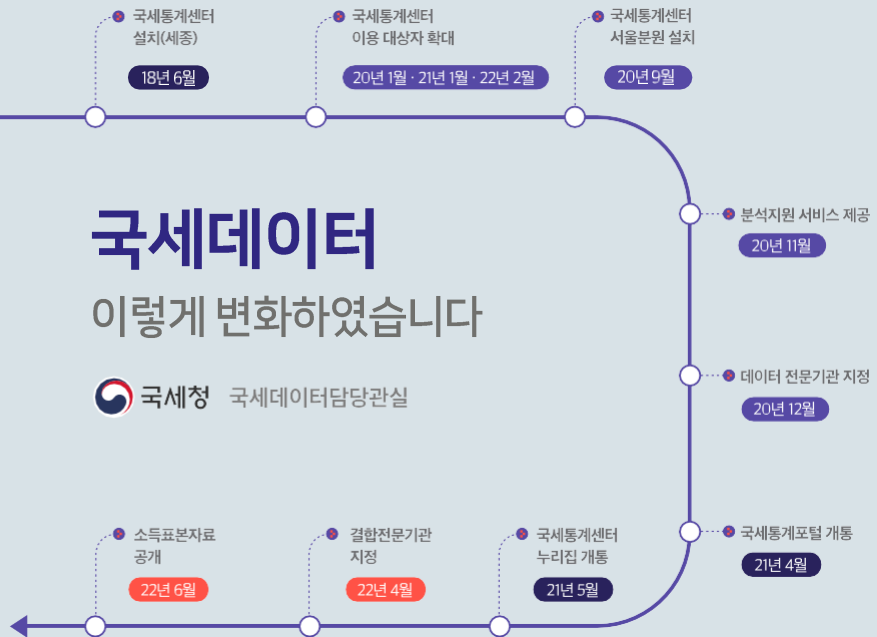 국세통계센터
설치(세종)
18년 6월
국세통계센터
이용 대상자 확대
20년 1월 · 21년 1월 · 22년 2월
국세통계센터
서울분원 설치
20년 9월
분석지원 서비스 제공
20년 11월
데이터 전문기관 지정
20년 12월
국세통계포털 개통
21년 4월
국세통계센터
누리집 개통
21년 5월
결합전문기관
지정
22년 4월
소득표본자료
공개
22년 6월
국세데이터
이렇게 변화하였습니다
국세청 국세데이터담당관실